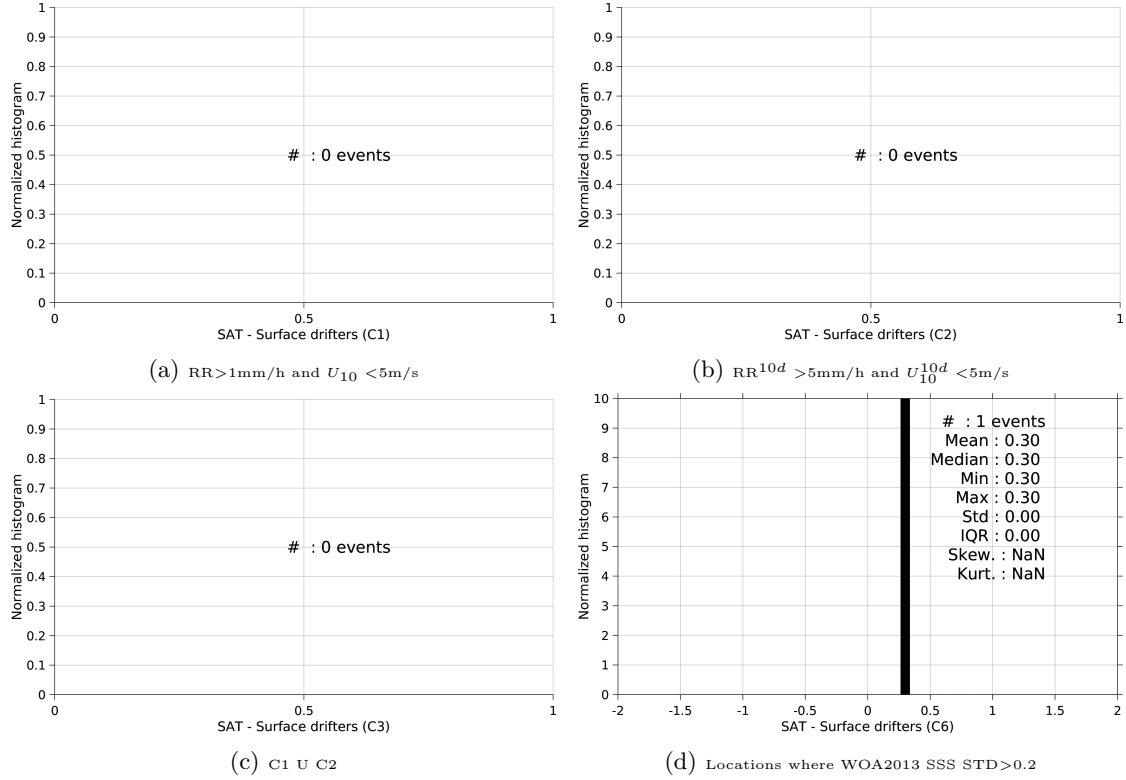 1
0.9
0.8
0.7
0.6
0.5
0.4
0.3
0.2
0.1
0
Normalized histogram
# : 0 events
0 0.5 1
SAT - Surface drifters (C1)
(a) RR>1mm/h and U10 <5m/s
1
0.9
0.8
0.7
0.6
0.5
0.4
0.3
0.2
0.1
0
Normalized histogram
# : 0 events
0 0.5 1
SAT - Surface drifters (C2)
(b) RR10d >5mm/h and U10d10 <5m/s
1
0.9
0.8
0.7
0.6
0.5
0.4
0.3
0.2
0.1
0
Normalized histogram
# : 0 events
0 0.5 1
SAT - Surface drifters (C3)
(c) C1 U C2
10
9
8
7
6
5
4
3
2
1
0
Normalized histogram
# : 1 events
Mean : 0.30
Median : 0.30
Min : 0.30
Max : 0.30
Std : 0.00
IQR : 0.00
Skew. : NaN
Kurt. : NaN
-2 -1.5 -1 -0.5 0 0.5 1 1.5 2
SAT - Surface drifters (C6)
(d) Locations where WOA2013 SSS STD>0.2